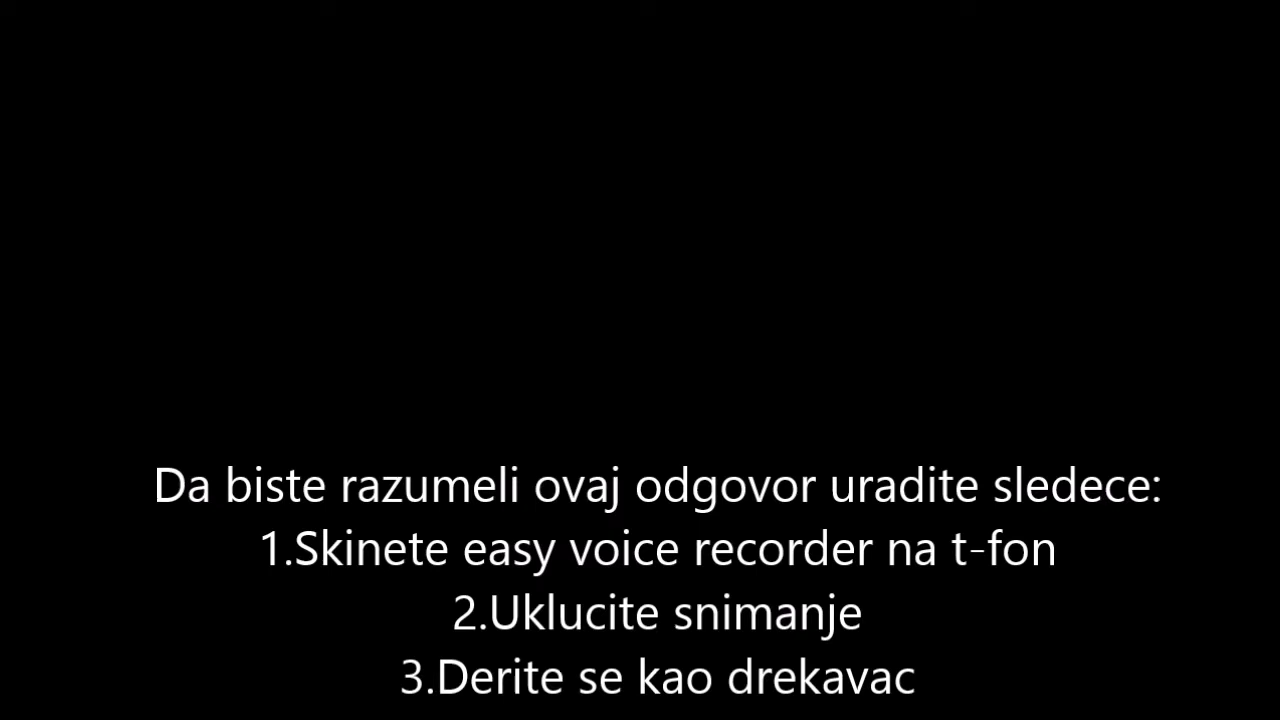 Da biste razumeli ovaj odgovor uradite sledece:
1.Skinete easy voice recorder na t-fon
2.Uklucite snimanje
3.Derite se kao drekavac